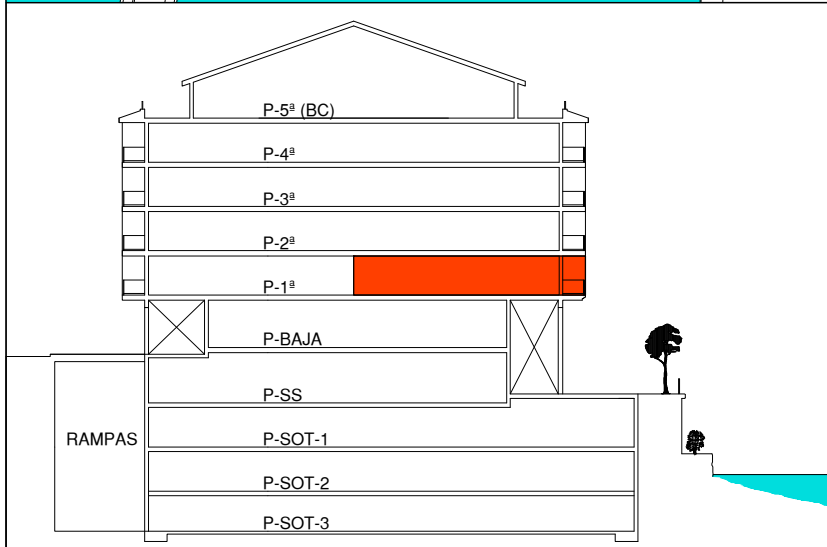 P-5ª (BC)
P-4ª
P-3ª
P-2ª
P-1ª
P-BAJA
P-SS
RAMPAS
P-SOT-1
P-SOT-2
P-SOT-3